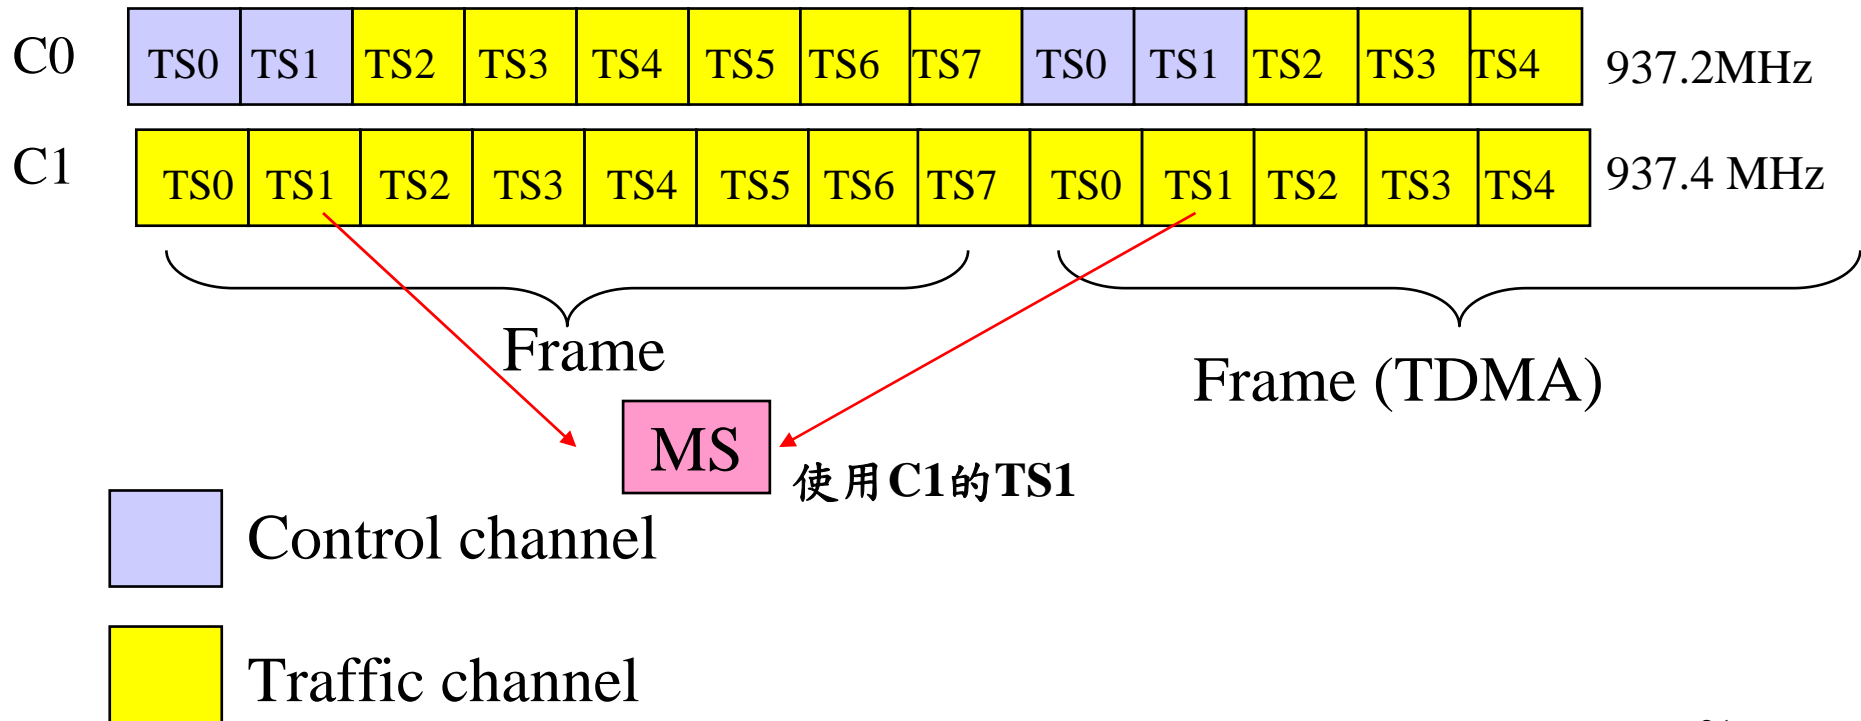 C0 TS0 TS1 TS2 TS3 TS4 TS5 TS6 TS7 TS0 TS1 TS2 TS3 TS4 937.2MHz
C1 TS0 TS1 TS2 TS3 TS4 TS5 TS6 TS7 TS0 TS1 TS2 TS3 TS4 937.4 MHz
Frame
Frame (TDMA)
MS
使用C1的TS1
Control channel
Traffic channel